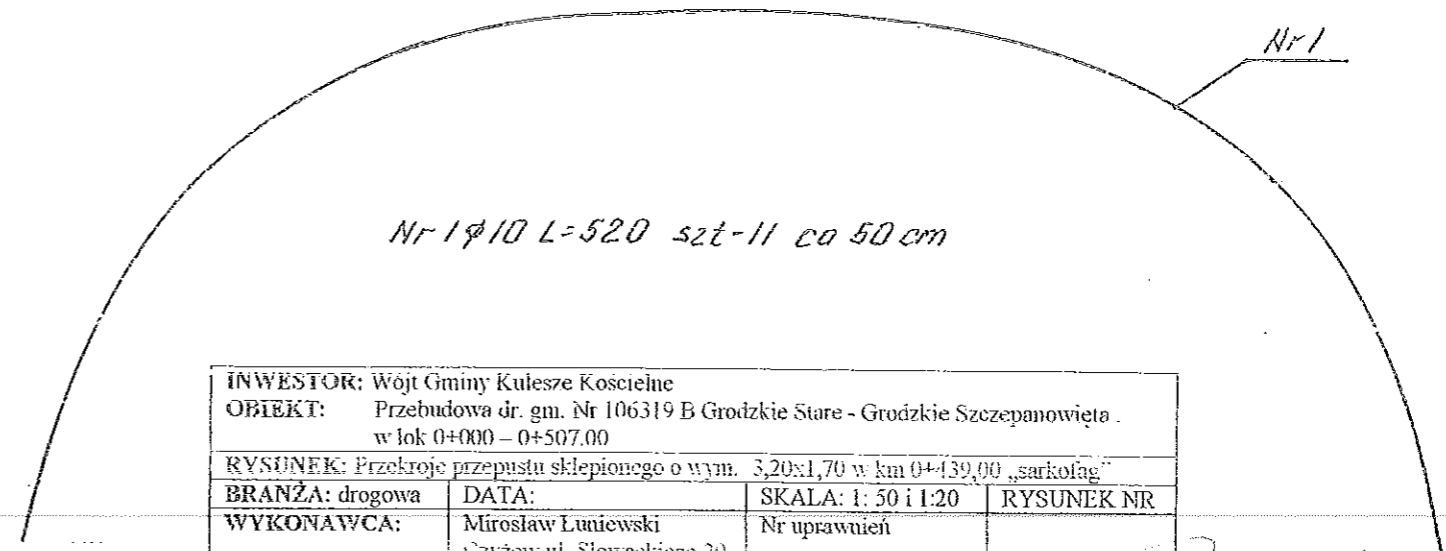 Nr 1
Nr 1 ϕ 10 L=520 szt-11 co 50 cm
INWESTOR: Wójt Gminy Kulesze Kościelne
OBIEKT: Przebudowa dr. gm. Nr 106319 B Grodzkie Stare - Grodzkie Szczepanowięta .
w lok 0+000 – 0+507.00
RYSUNEK: Przekroje przepustu sklepionego o wym. 3,20x1,70 w km 0+439,00 „sarkofag”
BRANŻA: drogowa DATA: SKALA: 1: 50 i 1:20 RYSUNEK NR
WYKONAWCA: Mirosław Łuniewski Nr uprawnień
ul. Słowackiego